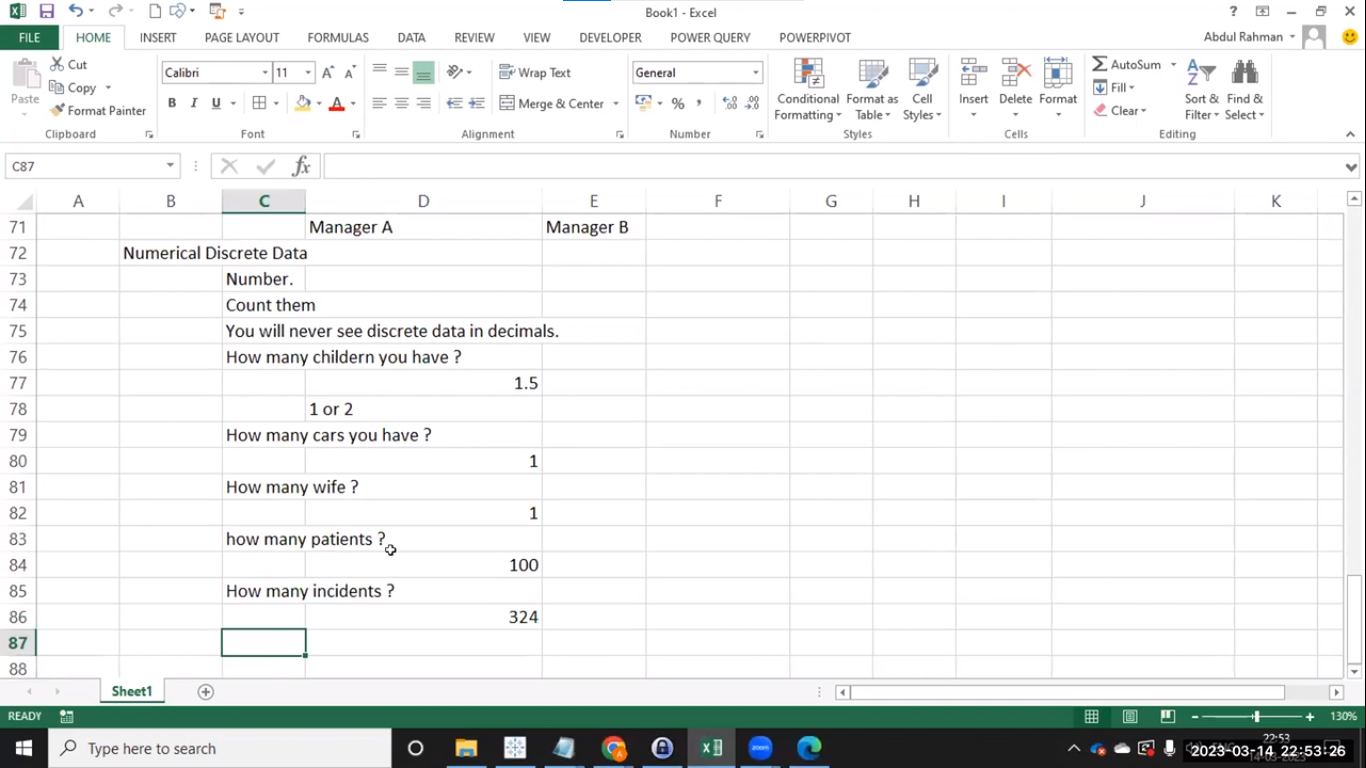 Book1 - Excel
FILE HOME INSERT PAGE LAYOUT FORMULAS DATA REVIEW VIEW DEVELOPER POWER QUERY POWERPIVOT Abdul Rahman
Paste
Cut
Copy
Format Painter
Clipboard
Calibri 11
B I U
Font
Wrap Text
Merge & Center
Alignment
General
Number
Conditional Formatting
Format as Table
Cell Styles
Styles
Insert
Delete
Format
Cells
AutoSum
Fill
Clear
Sort & Filter
Find & Select
Editing
C87 fx
A B C D E F G H I J K
71 Manager A Manager B
72 Numerical Discrete Data
73 Number.
74 Count them
75 You will never see discrete data in decimals.
76 How many childern you have ?
77 1.5
78 1 or 2
79 How many cars you have ?
80 1
81 How many wife ?
82 1
83 how many patients ?
84 100
85 How many incidents ?
86 324
87
88
Sheet1
READY 130%
Type here to search
zoom
22:53
2023-03-14 22:53:26